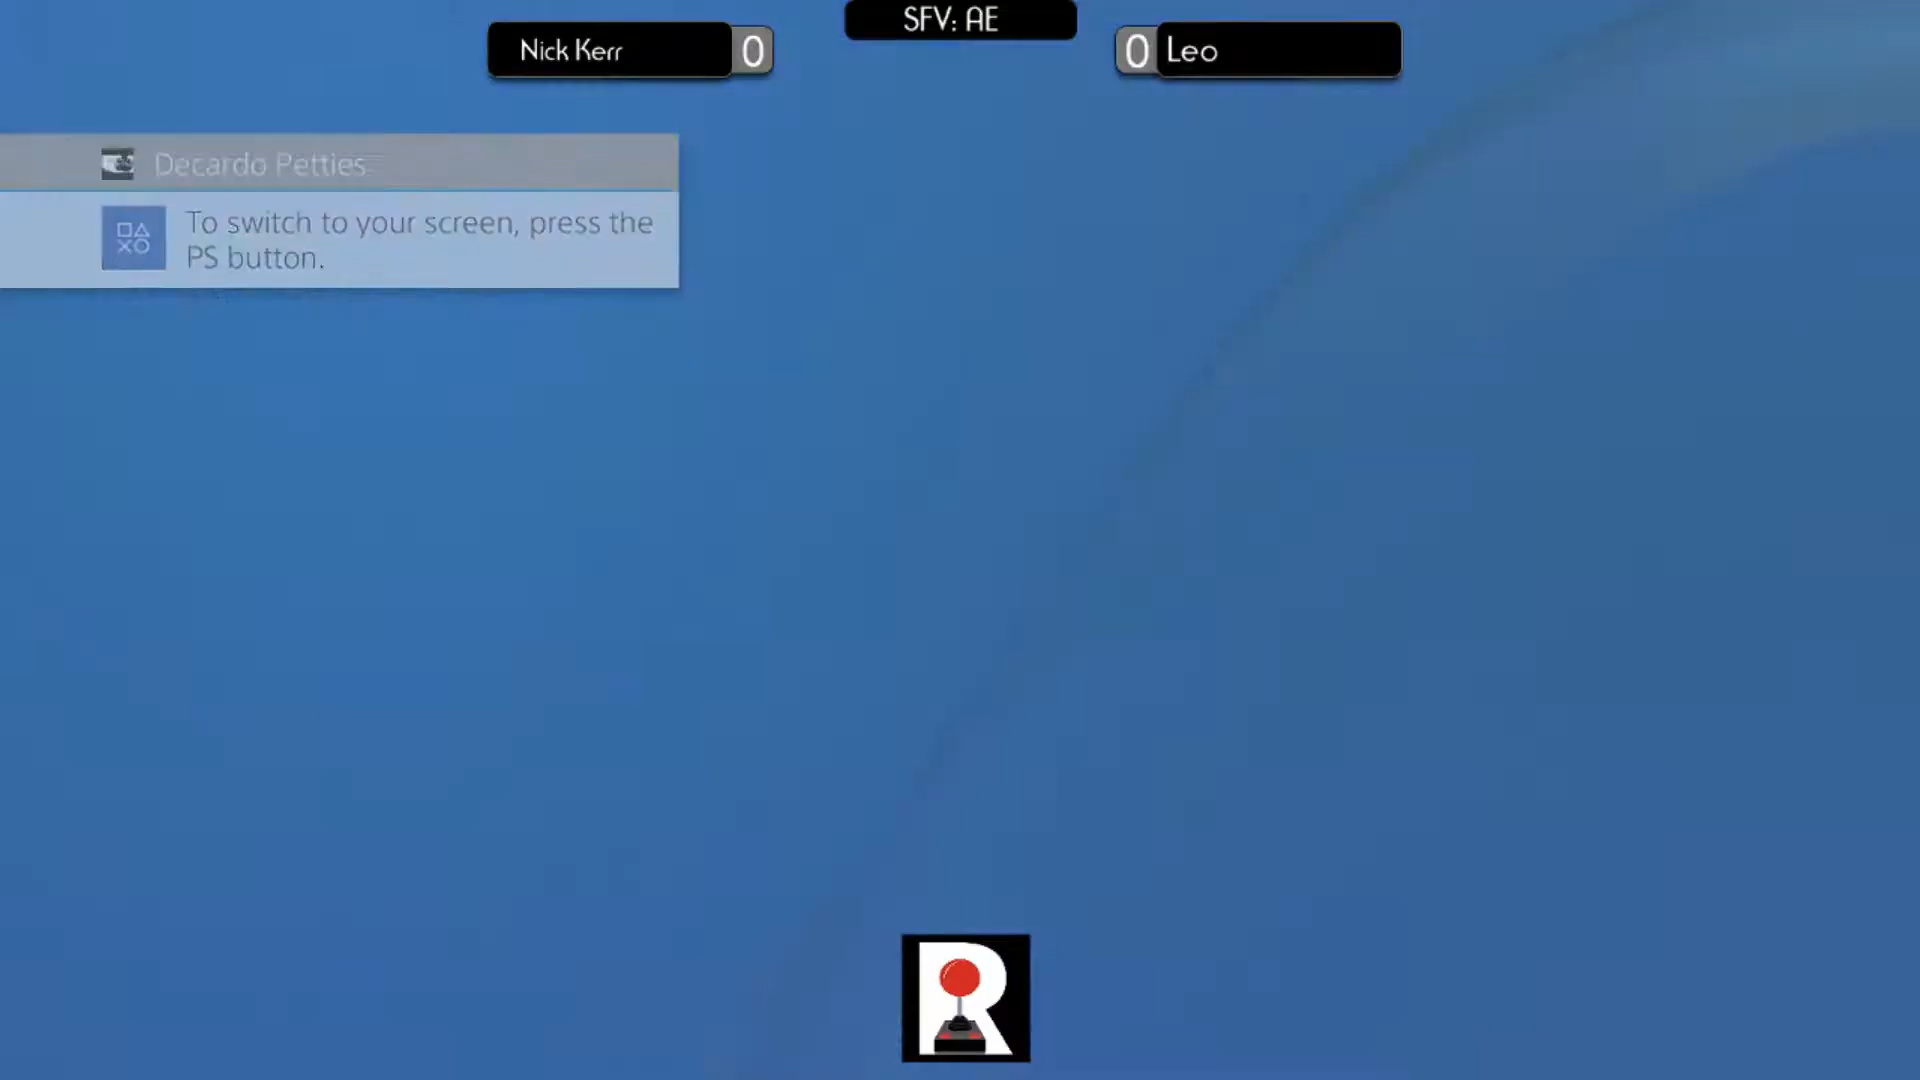 SFV: AE
Nick Kerr 0
0 Leo
Decardo Petties
To switch to your screen, press the
PS button.
R